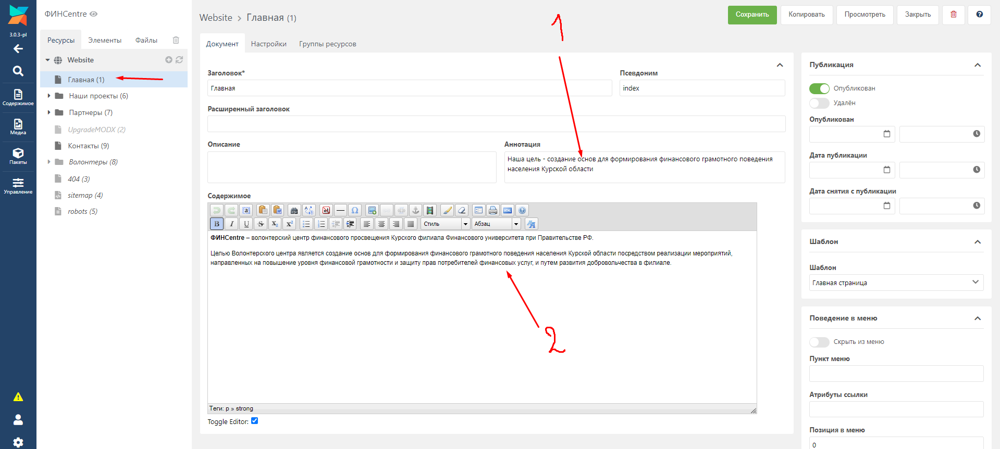 3.0.3-pl
Содержимое
Медиа
Пакеты
Управление
ФИНCentre
Ресурсы
Элементы
Файлы
Website
Главная (1)
Наши проекты (6)
Партнеры (7)
UpgradeMODX (2)
Контакты (9)
Волонтеры (8)
404 (3)
sitemap (4)
robots (5)
Website > Главная (1)
1
Сохранить
Копировать
Просмотреть
Закрыть
Документ
Настройки
Группы ресурсов
Заголовок*
Главная
Псевдоним
index
Расширенный заголовок
Описание
Аннотация
Наша цель - создание основ для формирования финансового грамотного поведения
населения Курской области
Содержимое
Стиль
Абзац
ФИНCentre – волонтерский центр финансового просвещения Курского филиала Финансового университета при Правительстве РФ.
Целью Волонтерского центра является создание основ для формирования финансового грамотного поведения населения Курской области посредством реализации мероприятий,
направленных на повышение уровня финансовой грамотности и защиту прав потребителей финансовых услуг, и путем развития добровольчества в филиале.
2
Теги: p » strong
Toggle Editor:
Публикация
Опубликован
Удалён
Опубликован
Дата публикации
Дата снятия с публикации
Шаблон
Шаблон
Главная страница
Поведение в меню
Скрыть из меню
Пункт меню
Атрибуты ссылки
Позиция в меню
0